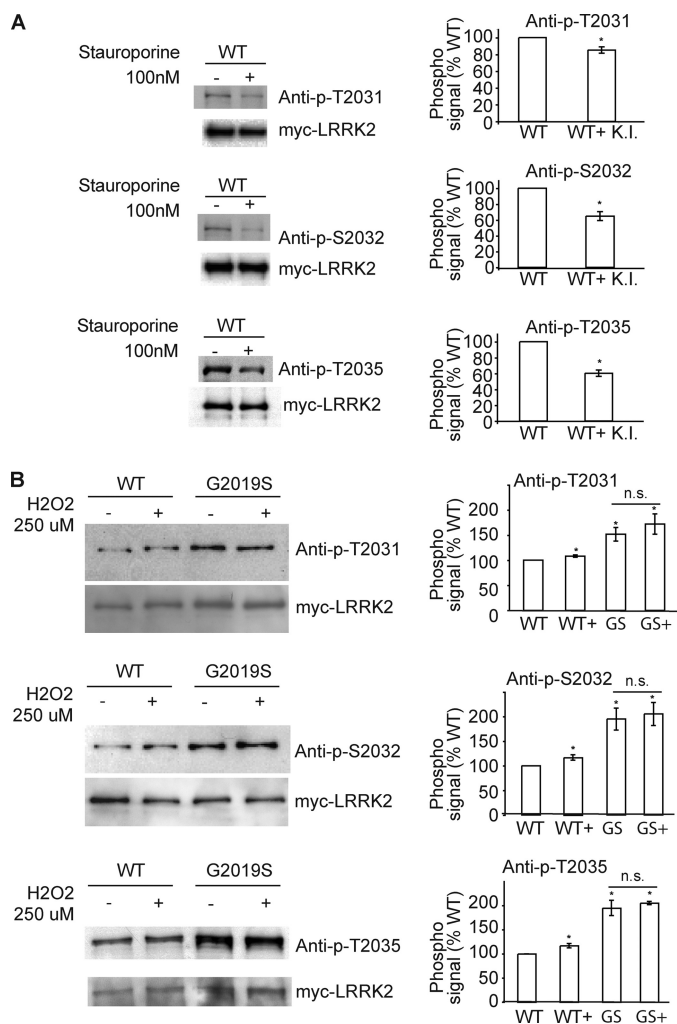 A
Stauroporine WT
100nM - +
Anti-p-T2031
myc-LRRK2
Anti-p-T2031
Phospho
signal (% WT)
100
80
60
40
20
0
*
WT WT+ K.I.
Stauroporine WT
100nM - +
Anti-p-S2032
myc-LRRK2
Anti-p-S2032
Phospho
signal (% WT)
100
80
60
40
20
0
*
WT WT+ K.I.
Stauroporine WT
100nM - +
Anti-p-T2035
myc-LRRK2
Anti-p-T2035
Phospho
signal (% WT)
100
80
60
40
20
0
*
WT WT+ K.I.
B
WT G2019S
H2O2 - + - +
250 uM
Anti-p-T2031
myc-LRRK2
Anti-p-T2031
n.s.
Phospho
signal (% WT)
200
150
100
50
0
* * *
WT WT+ GS GS+
WT G2019S
H2O2 - + - +
250 uM
Anti-p-S2032
myc-LRRK2
Anti-p-S2032
n.s.
Phospho
signal (% WT)
200
150
100
50
0
* * *
WT WT+ GS GS+
WT G2019S
H2O2 - + - +
250 uM
Anti-p-T2035
myc-LRRK2
Anti-p-T2035
n.s.
Phospho
signal (% WT)
200
150
100
50
0
* * *
WT WT+ GS GS+